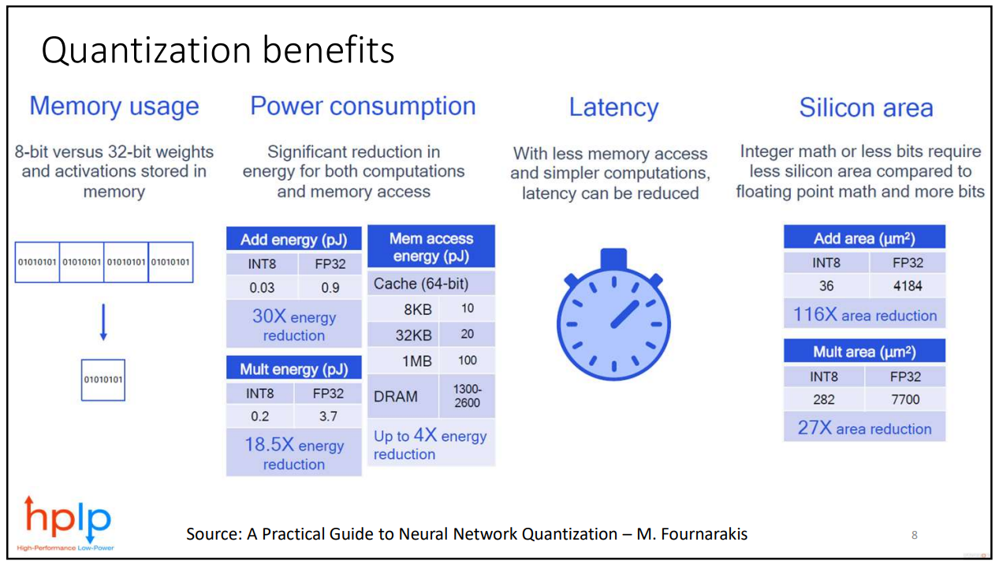 Quantization benefits
Memory usage
8-bit versus 32-bit weights
and activations stored in
memory
01010101 01010101 01010101 01010101
01010101
Power consumption
Significant reduction in
energy for both computations
and memory access
Add energy (pJ)
INT8 FP32
0.03 0.9
30X energy
reduction
Mult energy (pJ)
INT8 FP32
0.2 3.7
18.5X energy
reduction
Mem access
energy (pJ)
Cache (64-bit)
8KB 10
32KB 20
1MB 100
DRAM 1300-
2600
Up to 4X energy
reduction
Latency
With less memory access
and simpler computations,
latency can be reduced
Silicon area
Integer math or less bits require
less silicon area compared to
floating point math and more bits
Add area (μm²)
INT8 FP32
36 4184
116X area reduction
Mult area (μm²)
INT8 FP32
282 7700
27X area reduction
hplp
High-Performance Low-Power
Source: A Practical Guide to Neural Network Quantization – M. Fournarakis
8